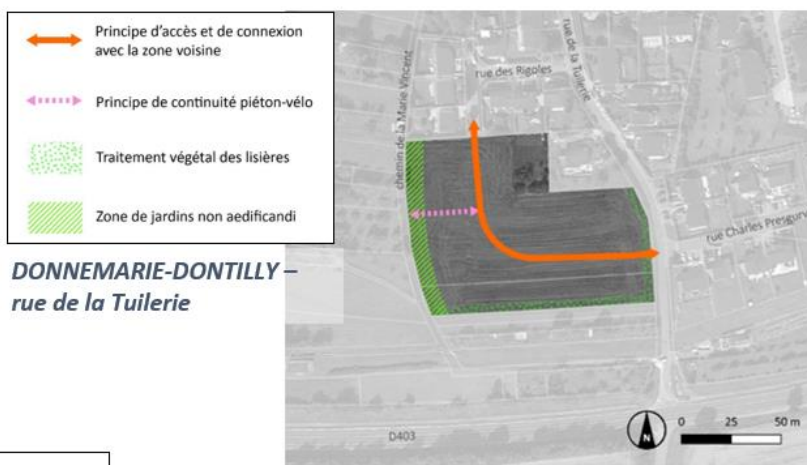 Principe d'accès et de connexion
avec la zone voisine
Principe de continuité piéton-vélo
Traitement végétal des lisières
Zone de jardins non aedificandi
DONNEMARIE-DONTILLY –
rue de la Tuilerie
chemin de la Marie Vincent
rue des Rigoles
rue de la Tuilerie
rue Charles Presgurv
D403
N
0 25 50 m